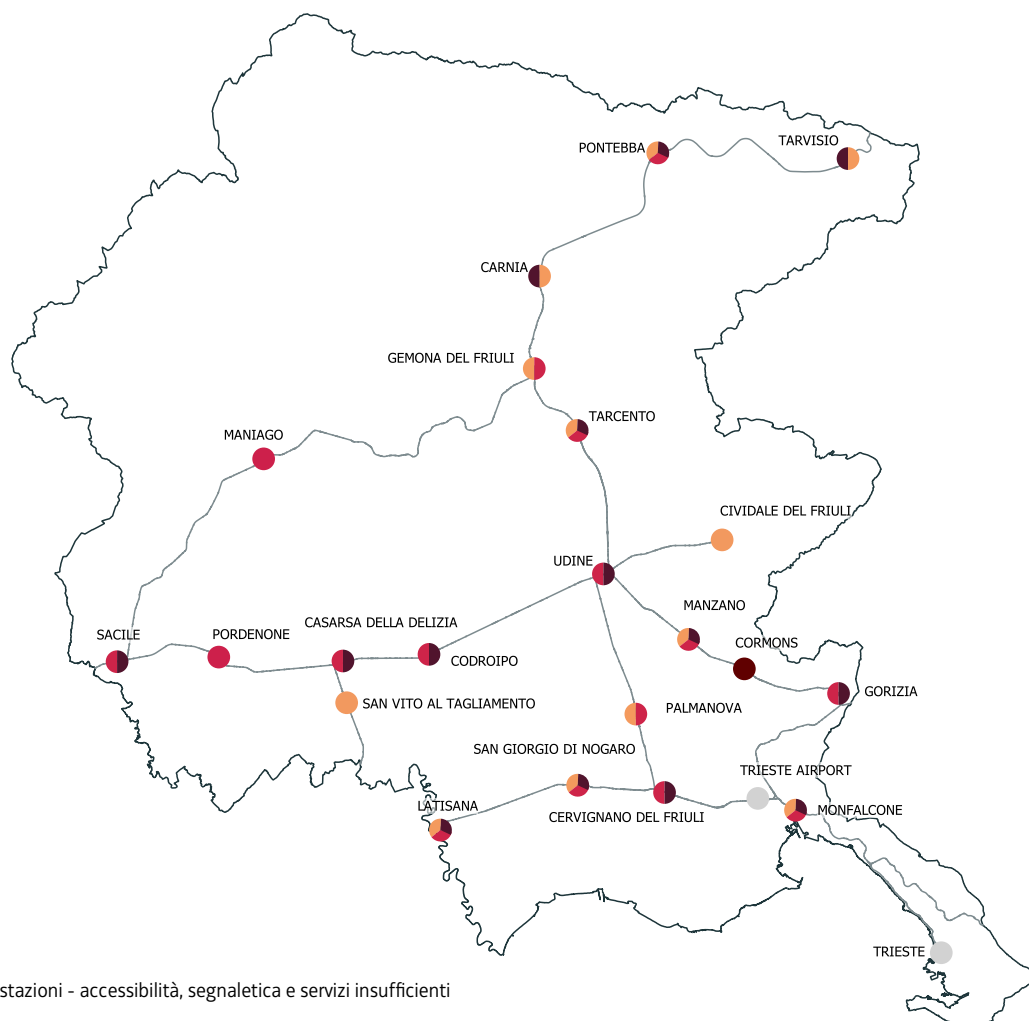 TARVISIO
PONTEBBA
CARNIA
GEMONA DEL FRIULI
TARCENTO
MANIAGO
CIVIDALE DEL FRIULI
UDINE
MANZANO
CASARSA DELLA DELIZIA
SACILE
PORDENONE
CORMONS
CODROIPO
GORIZIA
SAN VITO AL TAGLIAMENTO
PALMANOVA
SAN GIORGIO DI NOGARO
TRIESTE AIRPORT
LATISANA
MONFALCONE
CERVIGNANO DEL FRIULI
TRIESTE
stazioni - accessibilità, segnaletica e servizi insufficienti